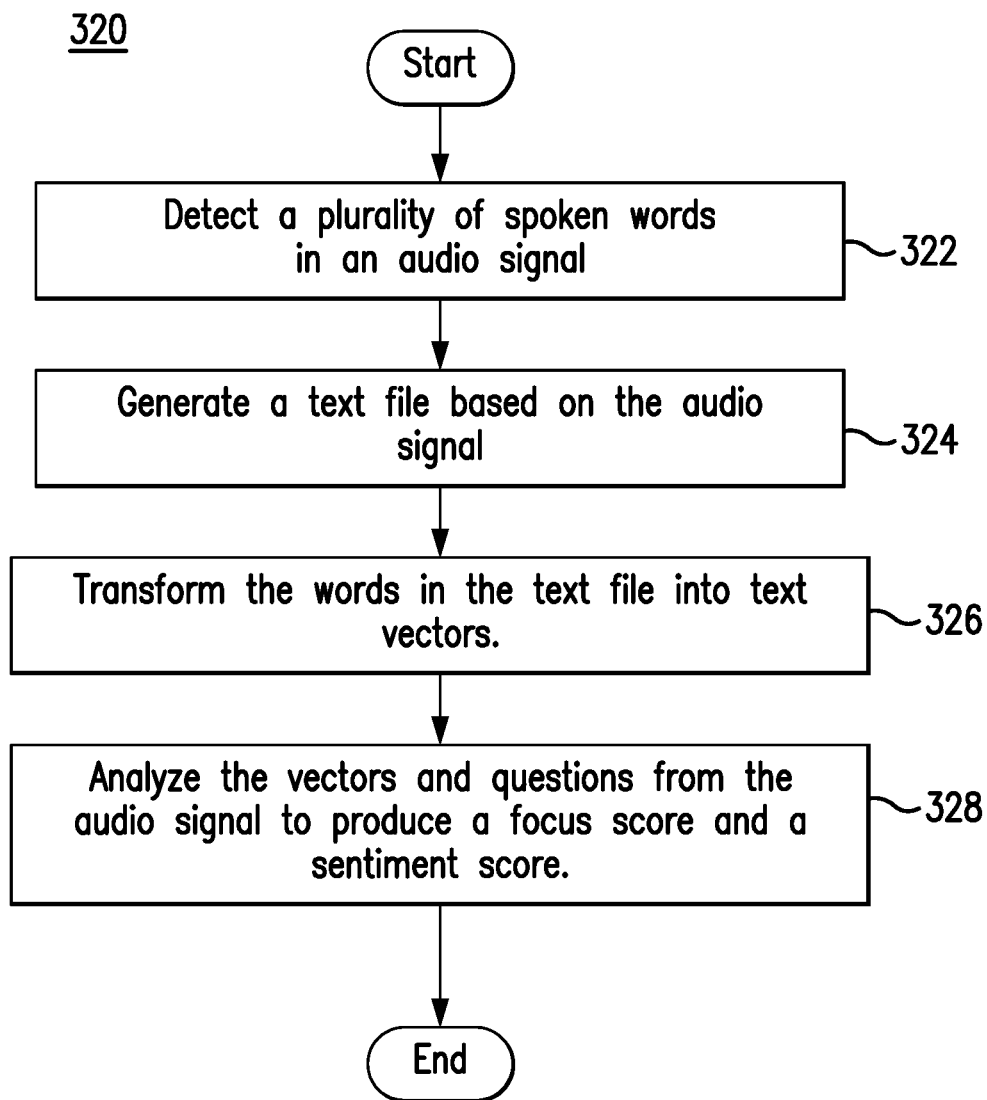 320
Start
Detect a plurality of spoken words
in an audio signal
322
Generate a text file based on the audio
signal
324
Transform the words in the text file into text
vectors.
326
Analyze the vectors and questions from the
audio signal to produce a focus score and a
sentiment score.
328
End